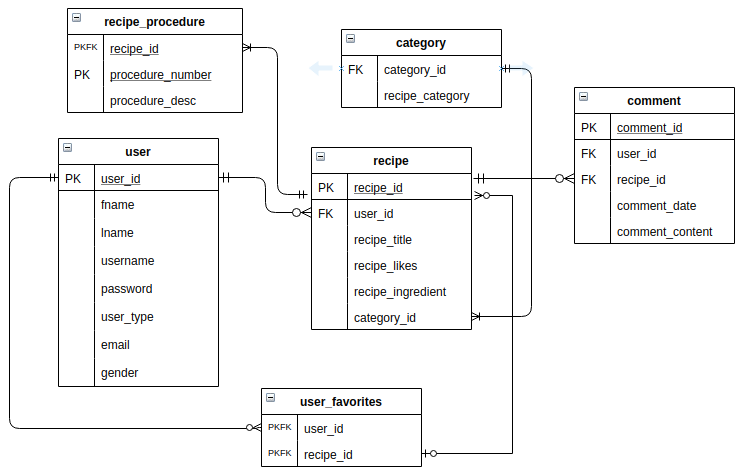 recipe_procedure
PKFK recipe_id
PK procedure_number
procedure_desc
category
FK category_id
recipe_category
comment
PK comment_id
FK user_id
FK recipe_id
comment_date
comment_content
user
PK user_id
fname
lname
username
password
user_type
email
gender
recipe
PK recipe_id
FK user_id
recipe_title
recipe_likes
recipe_ingredient
category_id
user_favorites
PKFK user_id
PKFK recipe_id